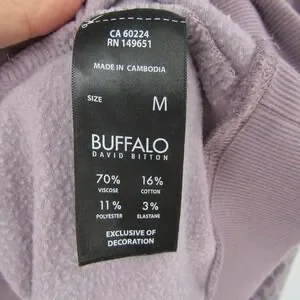 CA 60224
RN 149651
MADE IN CAMBODIA
SIZE M
BUFFALO
DAVID BITTON
70% 16%
VISCOSE COTTON
11% 3%
POLYESTER ELASTANE
EXCLUSIVE OF
DECORATION